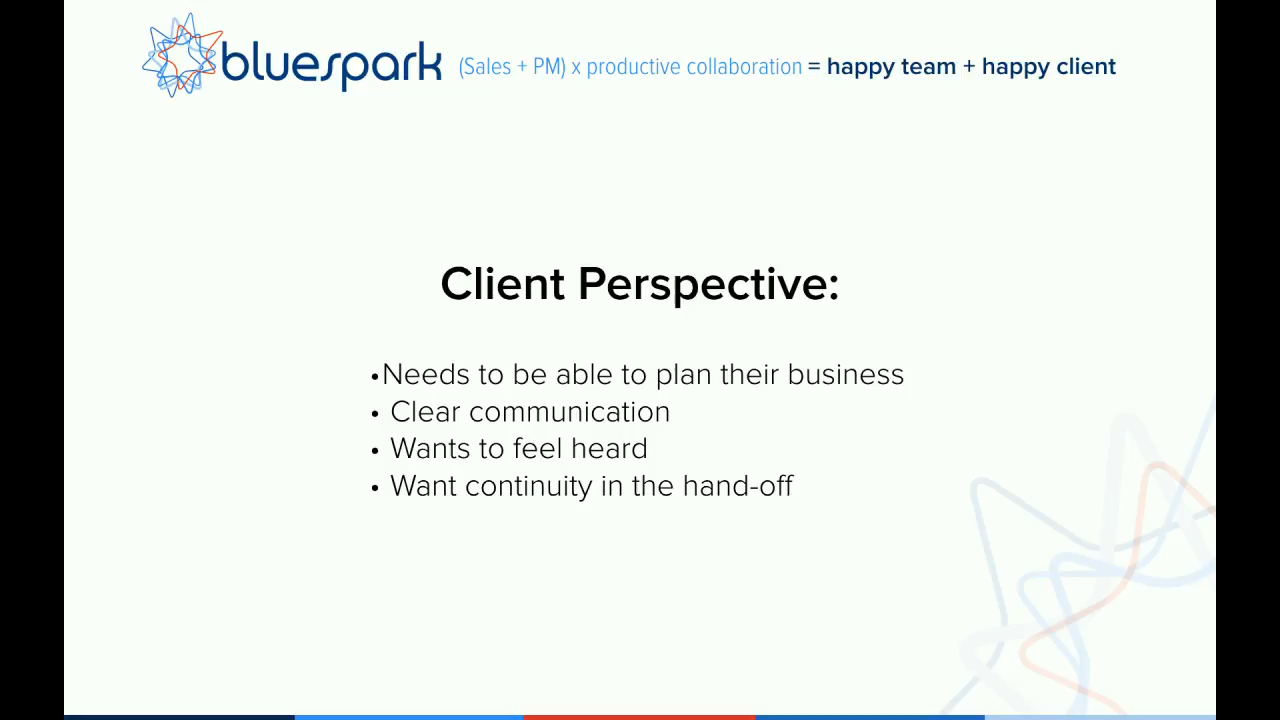 bluespark (Sales + PM) x productive collaboration = happy team + happy client
Client Perspective:
•Needs to be able to plan their business
• Clear communication
• Wants to feel heard
• Want continuity in the hand-off